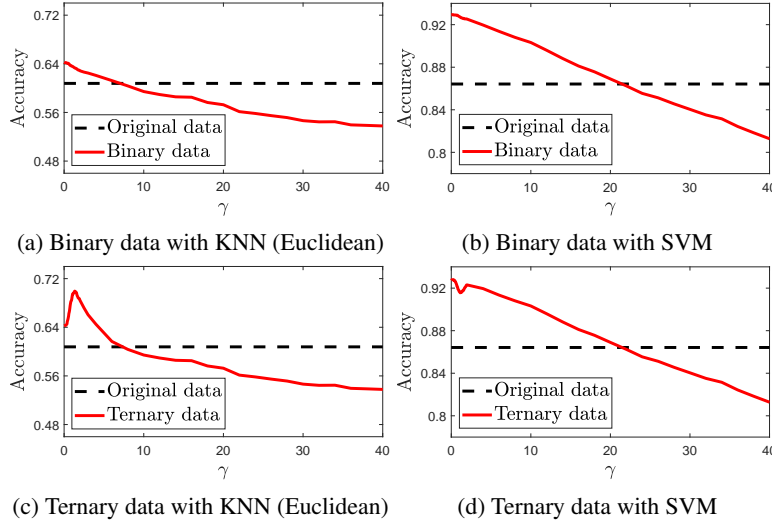 0.72
0.64
0.56
0.48
Accuracy
Original data
Binary data
0 10 20 30 40
γ
(a) Binary data with KNN (Euclidean)
0.92
0.88
0.84
0.8
Accuracy
Original data
Binary data
0 10 20 30 40
γ
(b) Binary data with SVM
0.72
0.64
0.56
0.48
Accuracy
Original data
Ternary data
0 10 20 30 40
γ
(c) Ternary data with KNN (Euclidean)
0.92
0.88
0.84
0.8
Accuracy
Original data
Ternary data
0 10 20 30 40
γ
(d) Ternary data with SVM